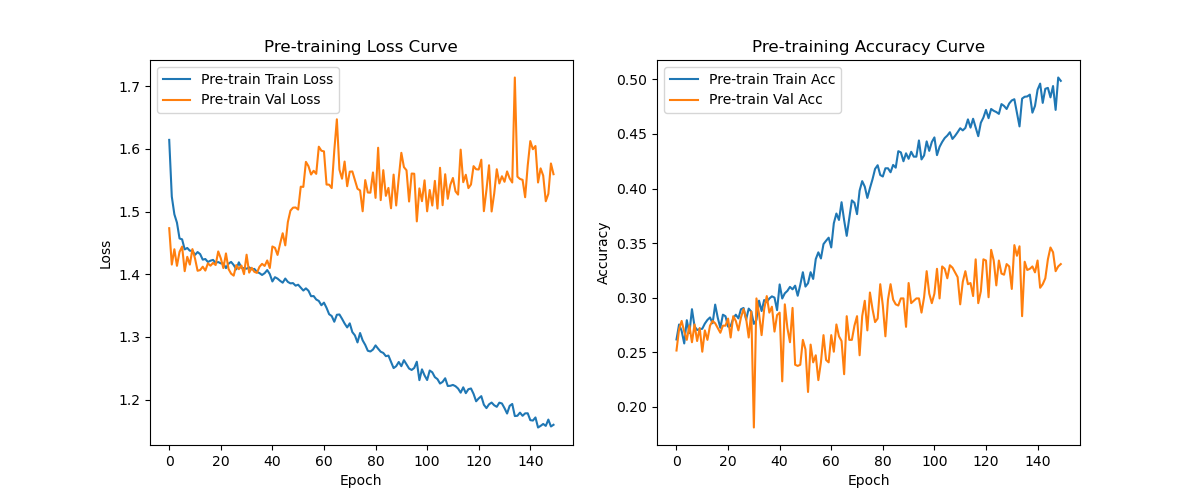 Pre-training Loss Curve
Pre-train Train Loss
Pre-train Val Loss
Loss
1.7
1.6
1.5
1.4
1.3
1.2
0 20 40 60 80 100 120 140
Epoch
Pre-training Accuracy Curve
Pre-train Train Acc
Pre-train Val Acc
Accuracy
0.50
0.45
0.40
0.35
0.30
0.25
0.20
0 20 40 60 80 100 120 140
Epoch